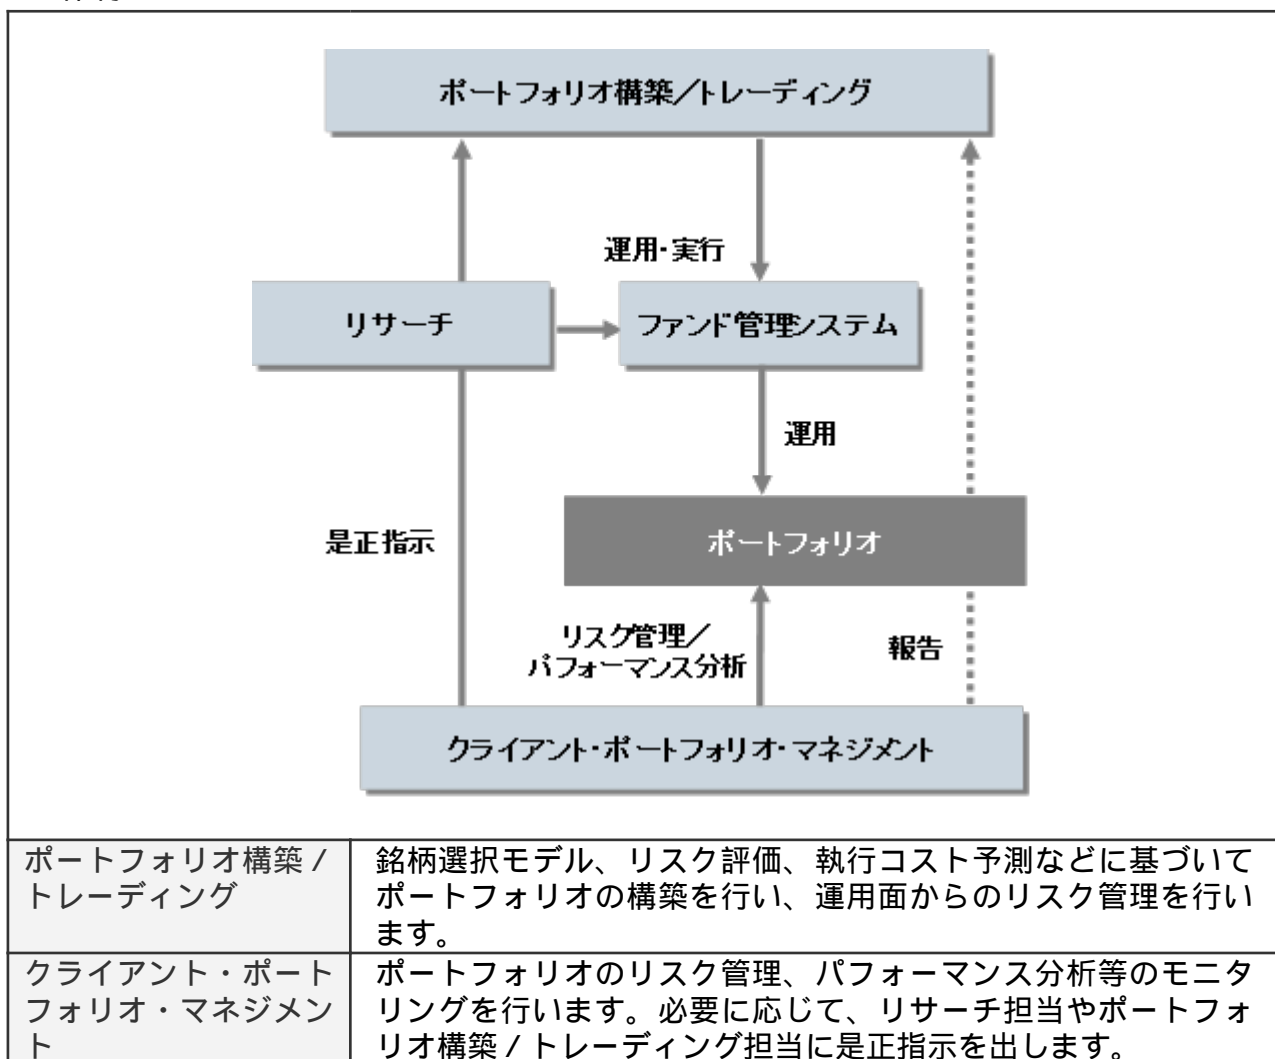 ポートフォリオ構築／トレーディング
運用・実行
リサーチ
ファンド管理システム
運用
是正指示
ポートフォリオ
リスク管理／
パフォーマンス分析
報告
クライアント・ポートフォリオ・マネジメント
ポートフォリオ構築／
トレーディング
銘柄選択モデル、リスク評価、執行コスト予測などに基づいて
ポートフォリオの構築を行い、運用面からのリスク管理を行い
ます。
クライアント・ポート
フォリオ・マネジメン
ト
ポートフォリオのリスク管理、パフォーマンス分析等のモニタ
リングを行います。必要に応じて、リサーチ担当やポートフォ
リオ構築／トレーディング担当に是正指示を出します。